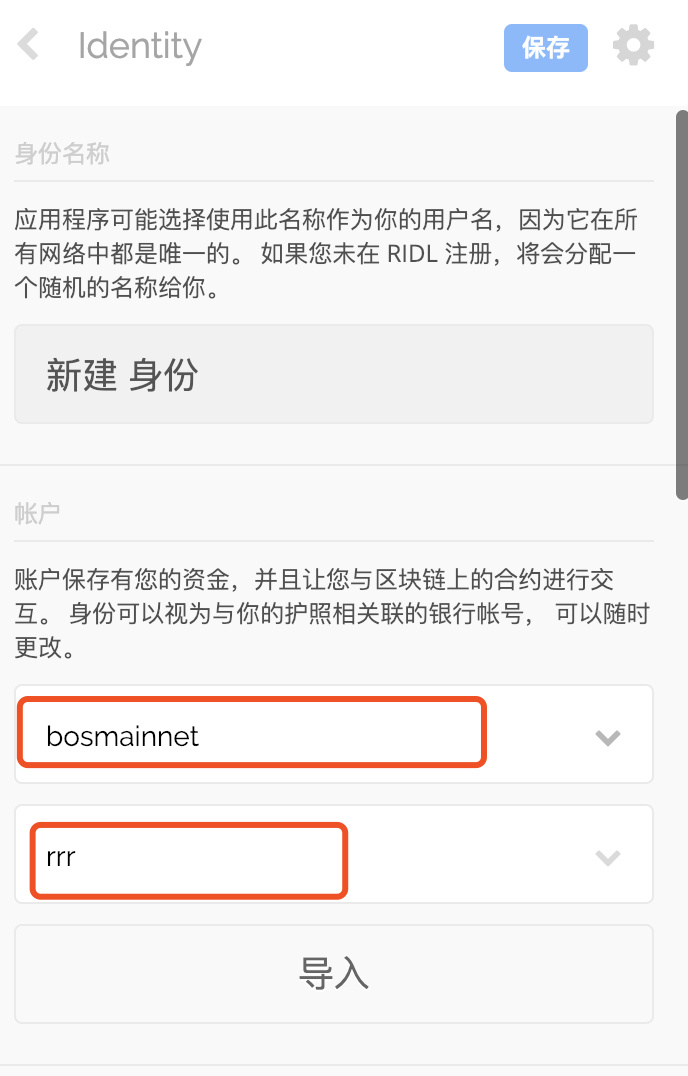 Identity
保存
身份名称
应用程序可能选择使用此名称作为你的用户名，因为它在所
有网络中都是唯一的。 如果您未在 RIDL 注册，将会分配一
个随机的名称给你。
新建 身份
帐户
账户保存有您的资金，并且让您与区块链上的合约进行交
互。 身份可以视为与你的护照相关联的银行帐号， 可以随时
更改。
bosmainnet
rrr
导入